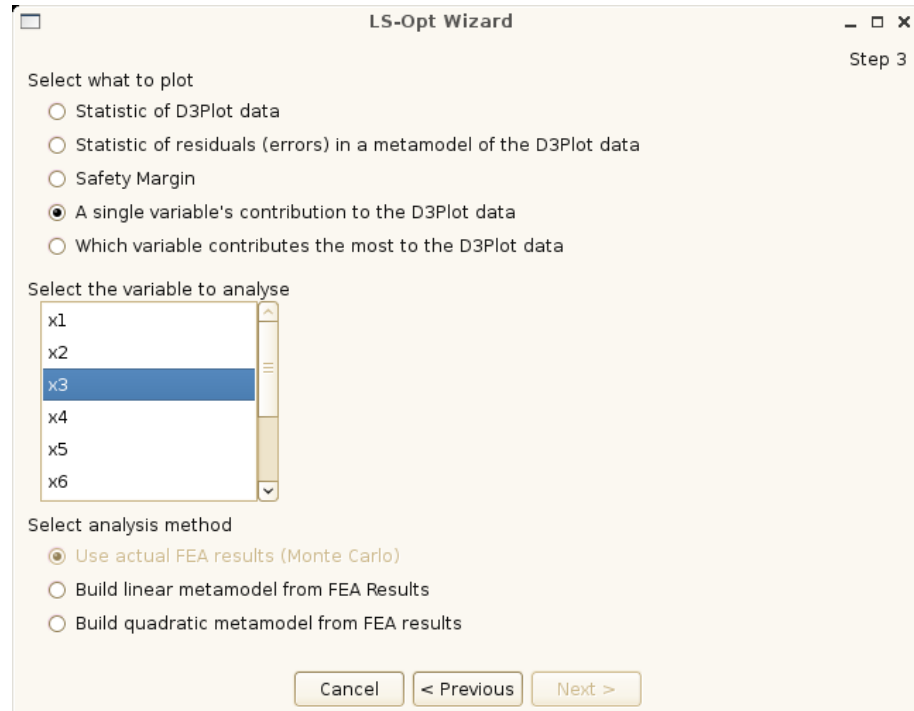 LS-Opt Wizard
Step 3
Select what to plot
Statistic of D3Plot data
Statistic of residuals (errors) in a metamodel of the D3Plot data
Safety Margin
A single variable's contribution to the D3Plot data
Which variable contributes the most to the D3Plot data
Select the variable to analyse
x1
x2
x3
x4
x5
x6
Select analysis method
Use actual FEA results (Monte Carlo)
Build linear metamodel from FEA Results
Build quadratic metamodel from FEA results
Cancel
< Previous
Next >